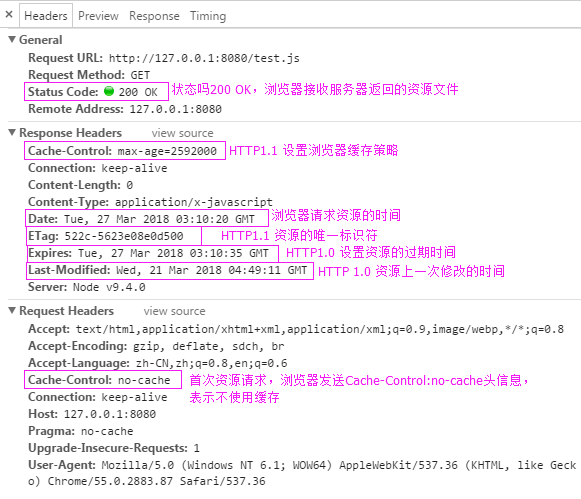 × Headers Preview Response Timing
▼ General
Request URL: http://127.0.0.1:8080/test.js
Request Method: GET
Status Code: 200 OK 状态吗200 OK，浏览器接收服务器返回的资源文件
Remote Address: 127.0.0.1:8080
▼ Response Headers view source
Cache-Control: max-age=2592000 HTTP1.1 设置浏览器缓存策略
Connection: keep-alive
Content-Length: 0
Content-Type: application/x-javascript
Date: Tue, 27 Mar 2018 03:10:20 GMT 浏览器请求资源的时间
ETag: 522c-5623e08e0d500 HTTP1.1 资源的唯一标识符
Expires: Tue, 27 Mar 2018 03:10:35 GMT HTTP1.0 设置资源的过期时间
Last-Modified: Wed, 21 Mar 2018 04:49:11 GMT HTTP 1.0 资源上一次修改的时间
Server: Node v9.4.0
▼ Request Headers view source
Accept: text/html,application/xhtml+xml,application/xml;q=0.9,image/webp,*/*;q=0.8
Accept-Encoding: gzip, deflate, sdch, br
Accept-Language: zh-CN,zh;q=0.8,en;q=0.6
Cache-Control: no-cache 首次资源请求，浏览器发送Cache-Control:no-cache头信息，
Connection: keep-alive 表示不使用缓存
Host: 127.0.0.1:8080
Pragma: no-cache
Upgrade-Insecure-Requests: 1
User-Agent: Mozilla/5.0 (Windows NT 6.1; WOW64) AppleWebKit/537.36 (KHTML, like Geck
o) Chrome/55.0.2883.87 Safari/537.36